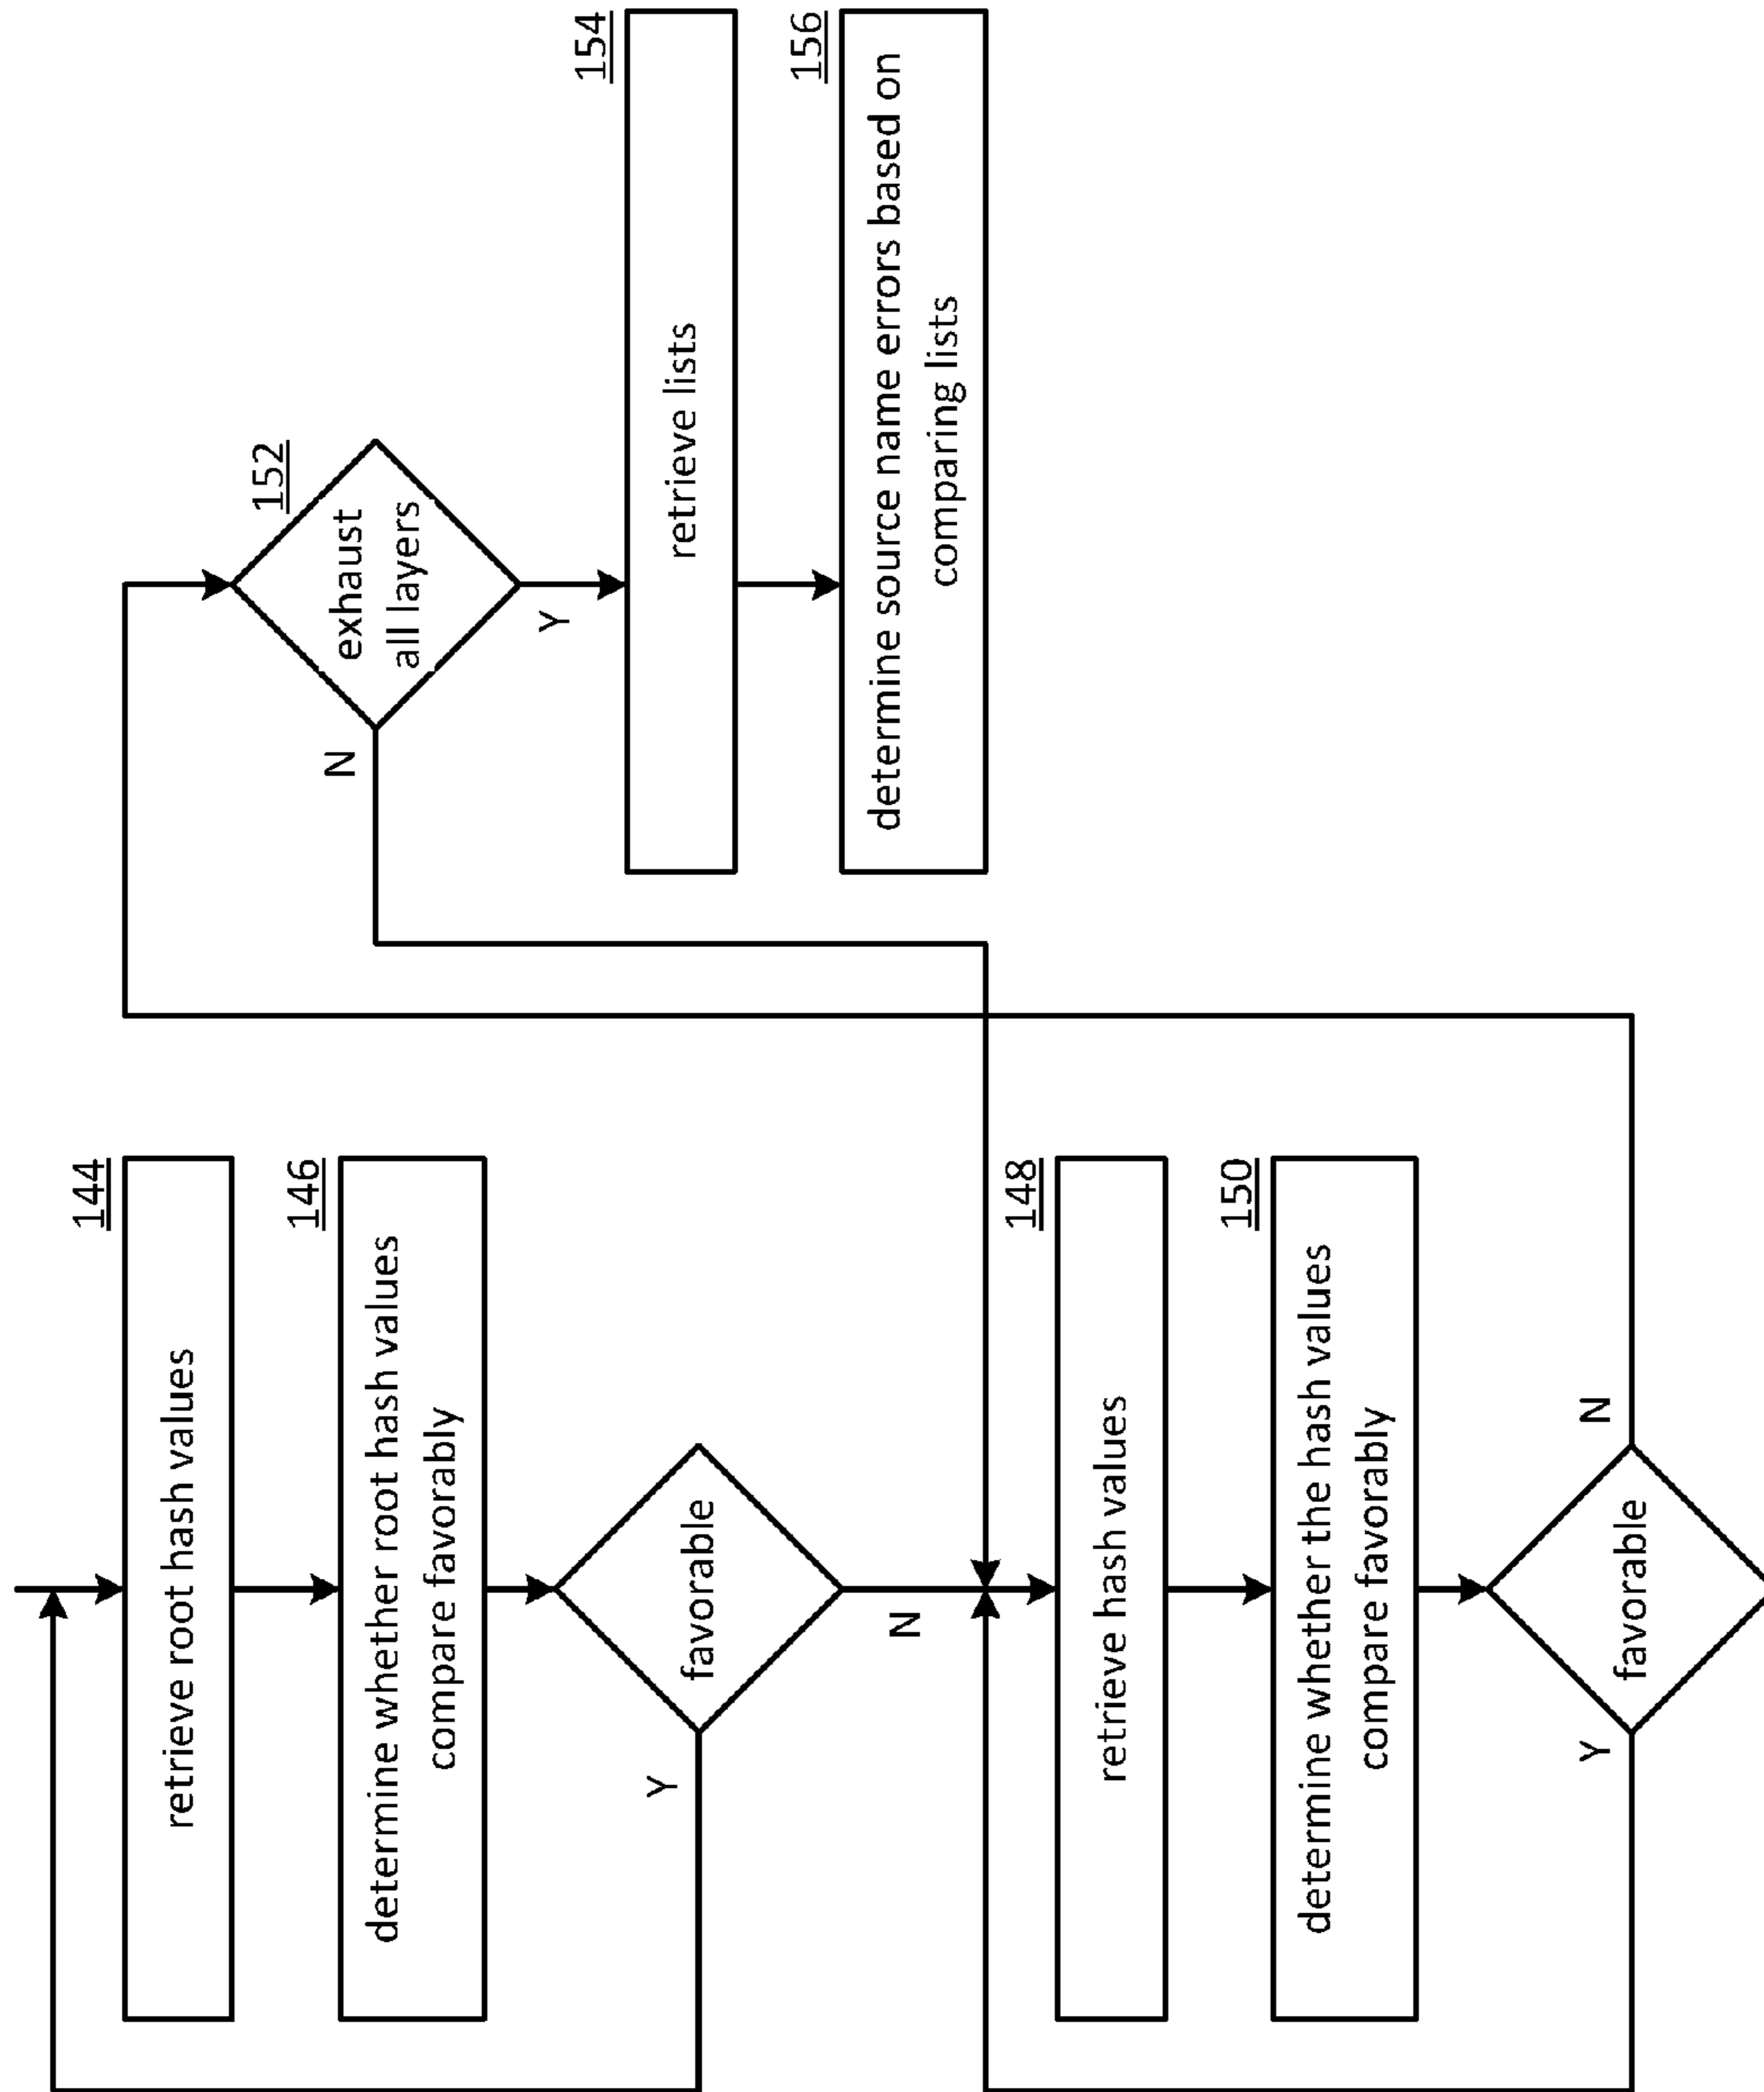 144
retrieve root hash values
146
determine whether root hash values
compare favorably
favorable
Y
N
148
retrieve hash values
150
determine whether the hash values
compare favorably
favorable
Y
N
152
exhaust
all layers
N
Y
154
retrieve lists
156
determine source name errors based on
comparing lists